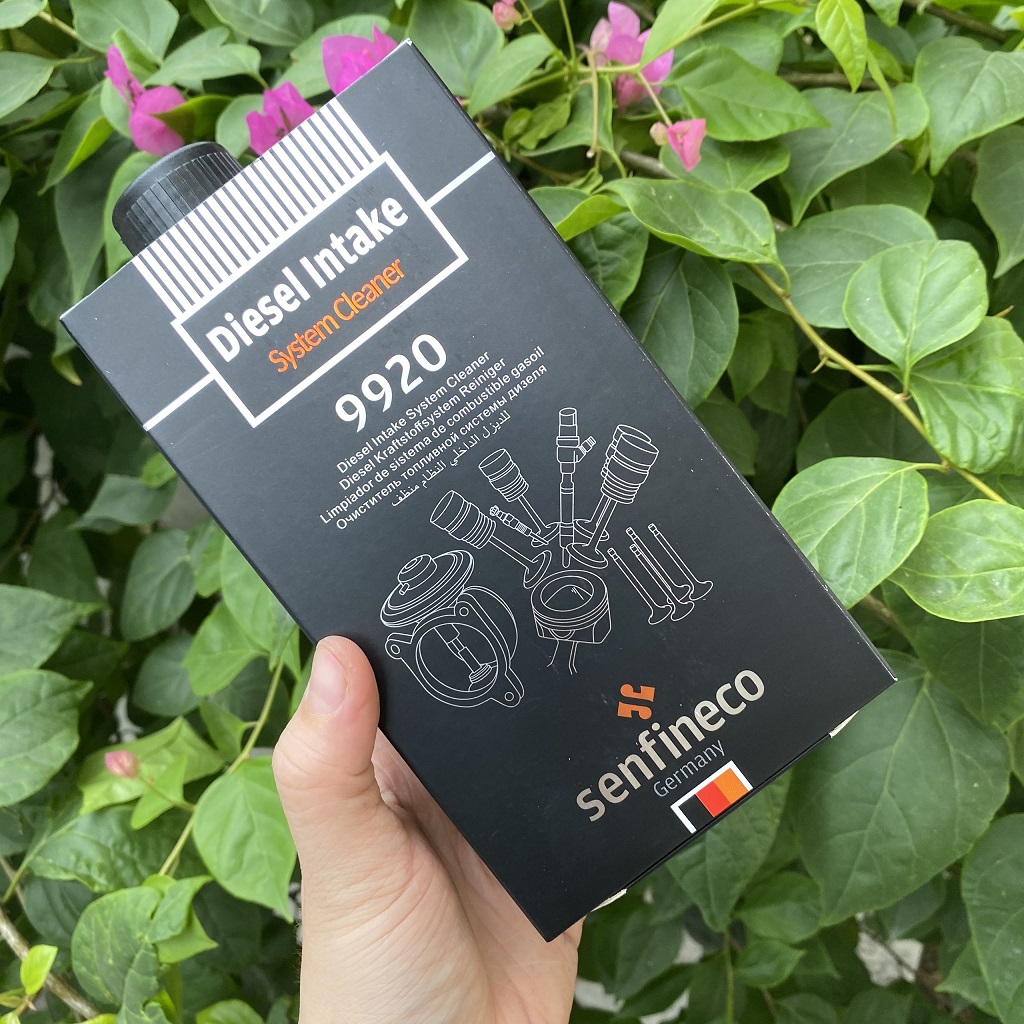 Diesel Intake
System Cleaner
9920
Diesel Intake System Cleaner
Diesel Kraftstoffsystem Reiniger
Limpiador de sistema de combustible gasoil
Очиститель топливной системы дизеля
للديزل الداخلي النظام منظف
senfineco
Germany